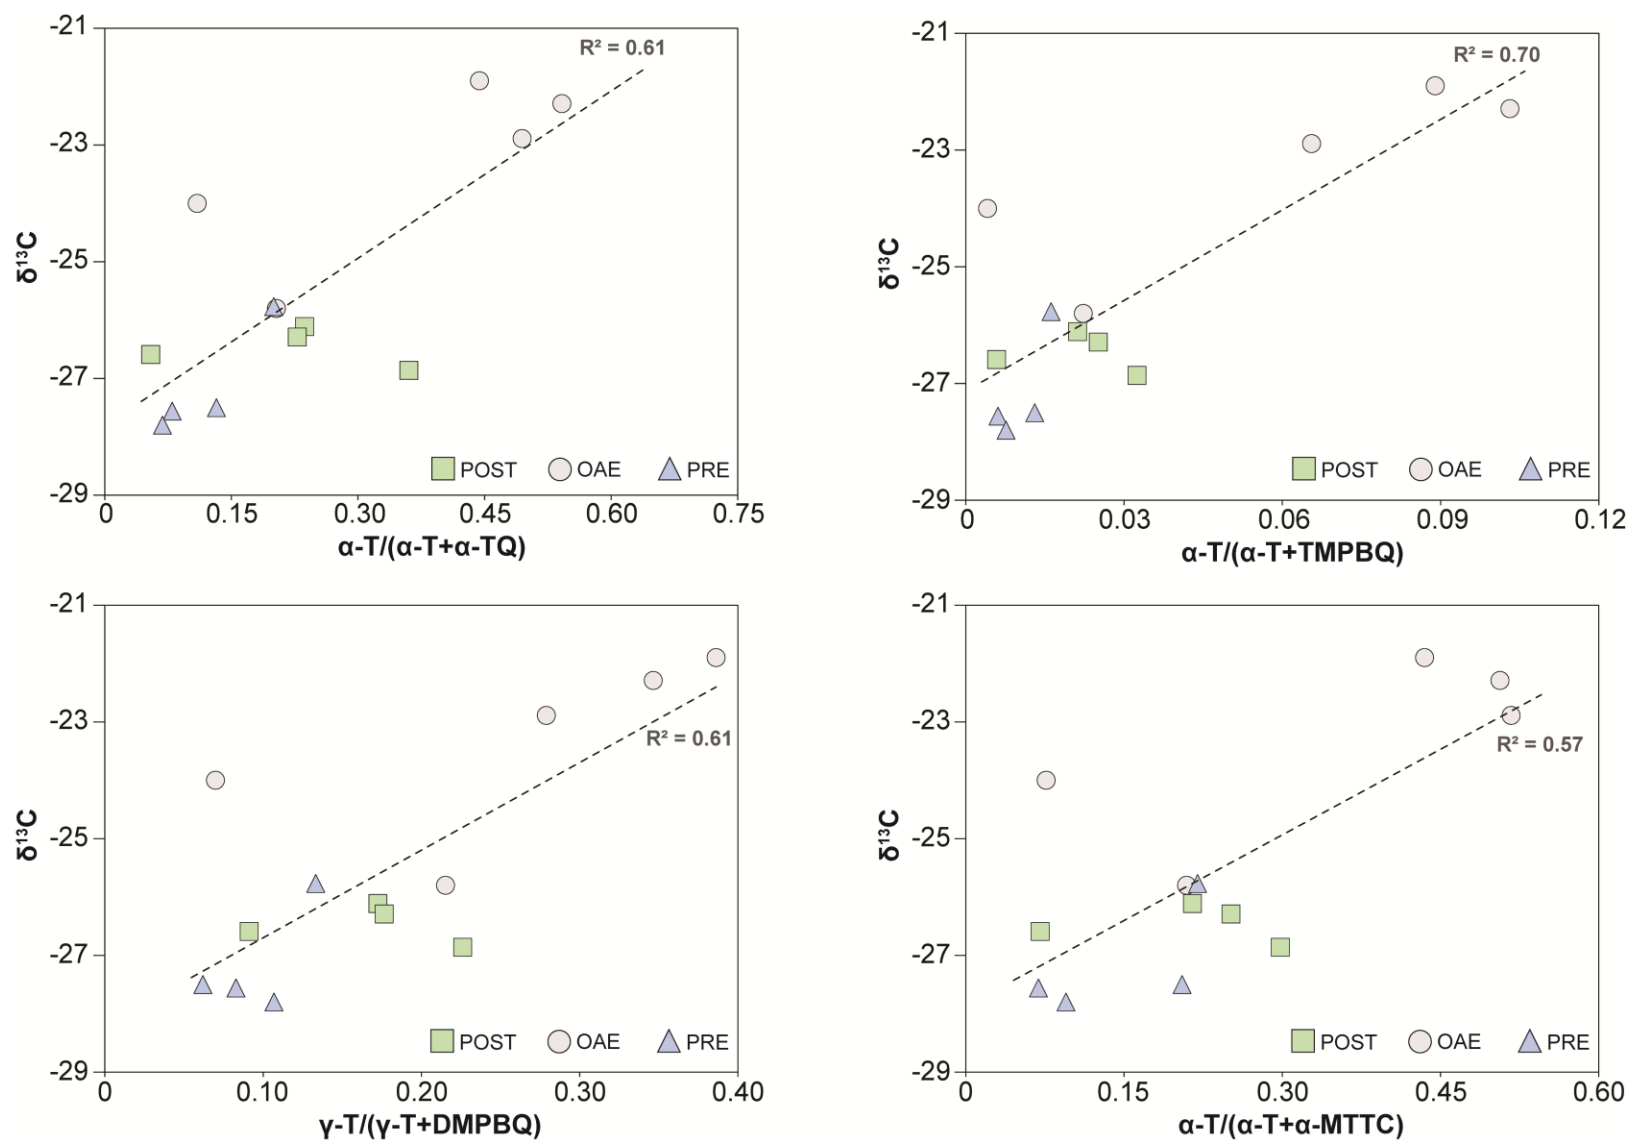 -21
R² = 0.61
-23
δ¹³C
-25
-27
POST OAE PRE
-29
0 0.15 0.30 0.45 0.60 0.75
α-T/(α-T+α-TQ)
-21
R² = 0.70
-23
δ¹³C
-25
-27
POST OAE PRE
-29
0 0.03 0.06 0.09 0.12
α-T/(α-T+TMPBQ)
-21
-23
R² = 0.61
δ¹³C
-25
-27
POST OAE PRE
-29
0 0.10 0.20 0.30 0.40
γ-T/(γ-T+DMPBQ)
-21
-23
R² = 0.57
δ¹³C
-25
-27
POST OAE PRE
-29
0 0.15 0.30 0.45 0.60
α-T/(α-T+α-MTTC)